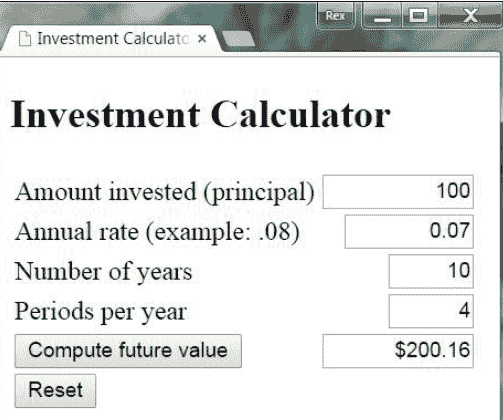 Rex
Investment Calculato ×
Investment Calculator
Amount invested (principal) 100
Annual rate (example: .08) 0.07
Number of years 10
Periods per year 4
Compute future value $200.16
Reset